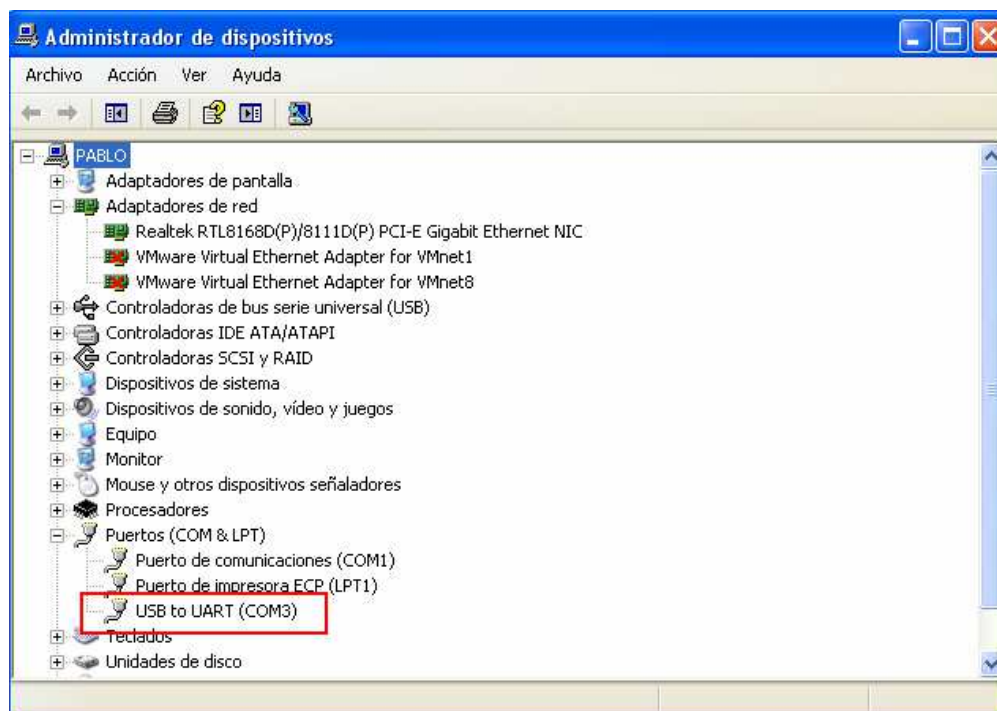 Administrador de dispositivos
Archivo Acción Ver Ayuda
PABLO
Adaptadores de pantalla
Adaptadores de red
Realtek RTL8168D(P)/8111D(P) PCI-E Gigabit Ethernet NIC
VMware Virtual Ethernet Adapter for VMnet1
VMware Virtual Ethernet Adapter for VMnet8
Controladoras de bus serie universal (USB)
Controladoras IDE ATA/ATAPI
Controladoras SCSI y RAID
Dispositivos de sistema
Dispositivos de sonido, vídeo y juegos
Equipo
Monitor
Mouse y otros dispositivos señaladores
Procesadores
Puertos (COM & LPT)
Puerto de comunicaciones (COM1)
Puerto de impresora ECP (LPT1)
USB to UART (COM3)
Teclados
Unidades de disco